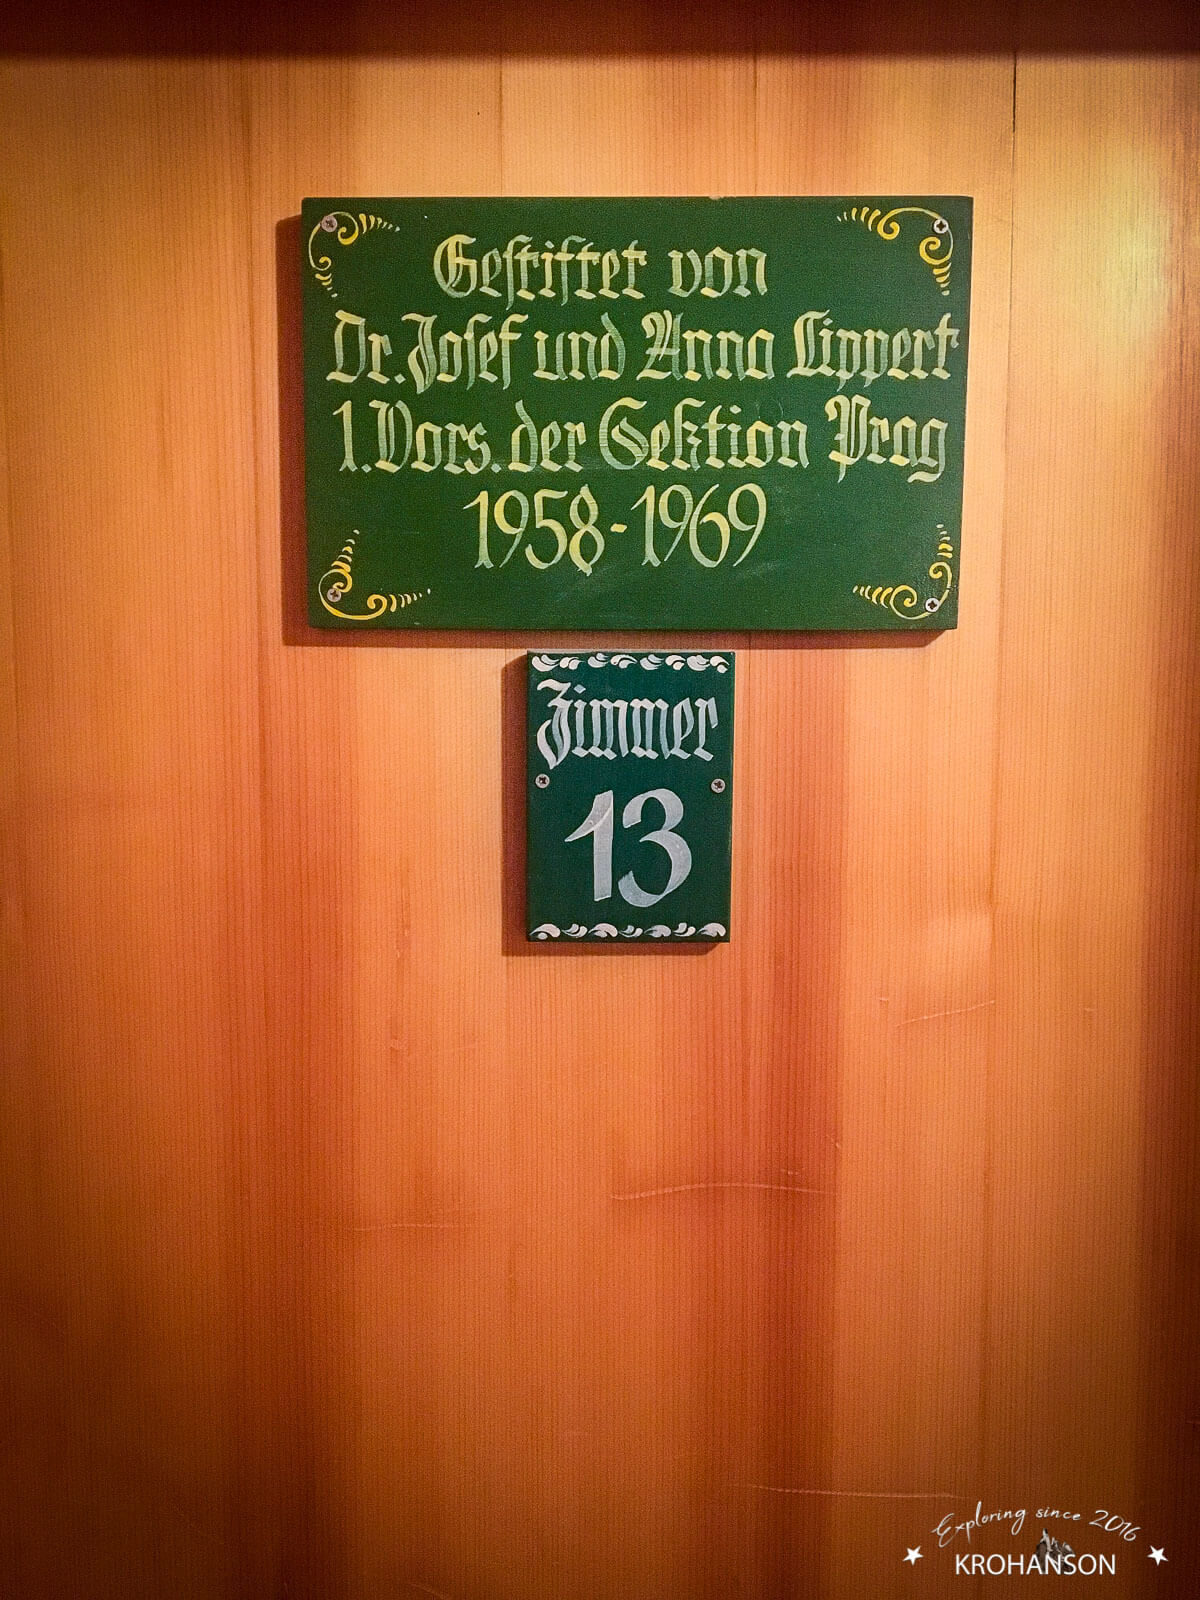 Gestiftet von
Dr. Josef und Anna Lippert
1. Vors. der Sektion Prag
1958-1969
Zimmer
13
Exploring since 2016
KROHANSON